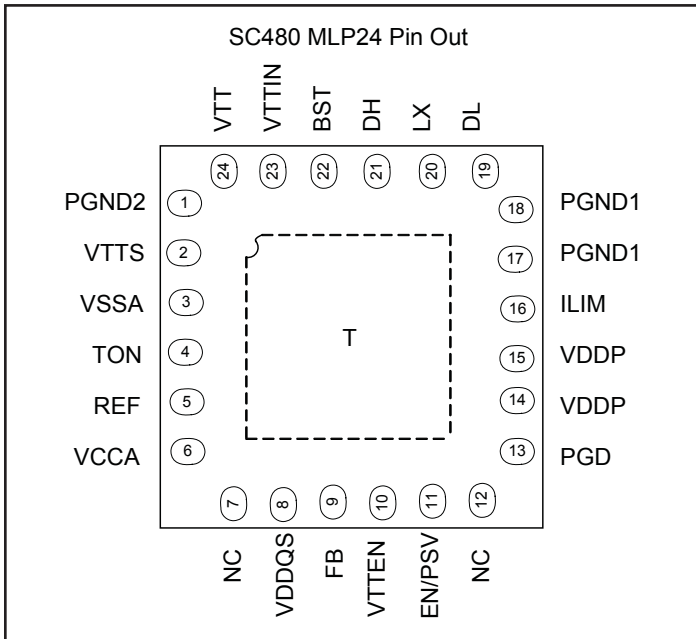 SC480 MLP24 Pin Out
VTT
VTTIN
BST
DH
LX
DL
24
23
22
21
20
19
PGND2
1
VTTS
2
VSSA
3
TON
4
REF
5
VCCA
6
T
18
PGND1
17
PGND1
16
ILIM
15
VDDP
14
VDDP
13
PGD
7
8
9
10
11
12
NC
VDDQS
FB
VTTEN
EN/PSV
NC